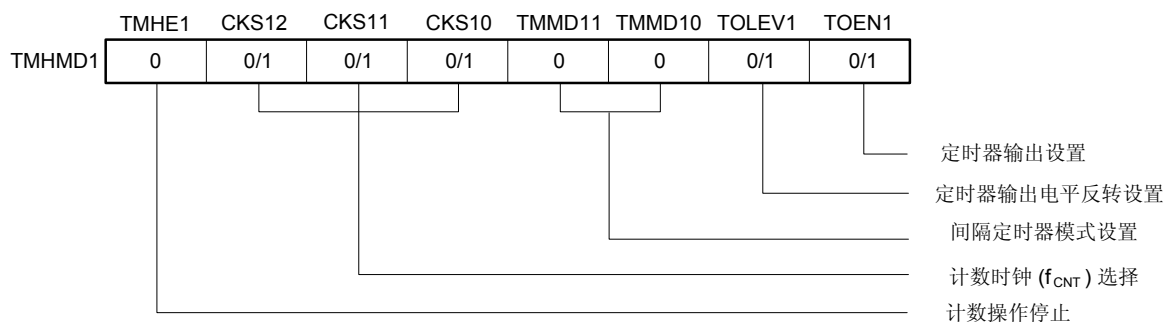 TMHE1 CKS12 CKS11 CKS10 TMMD11 TMMD10 TOLEV1 TOEN1
TMHMD1 0 0/1 0/1 0/1 0 0 0/1 0/1
定时器输出设置
定时器输出电平反转设置
间隔定时器模式设置
计数时钟 (fCNT) 选择
计数操作停止